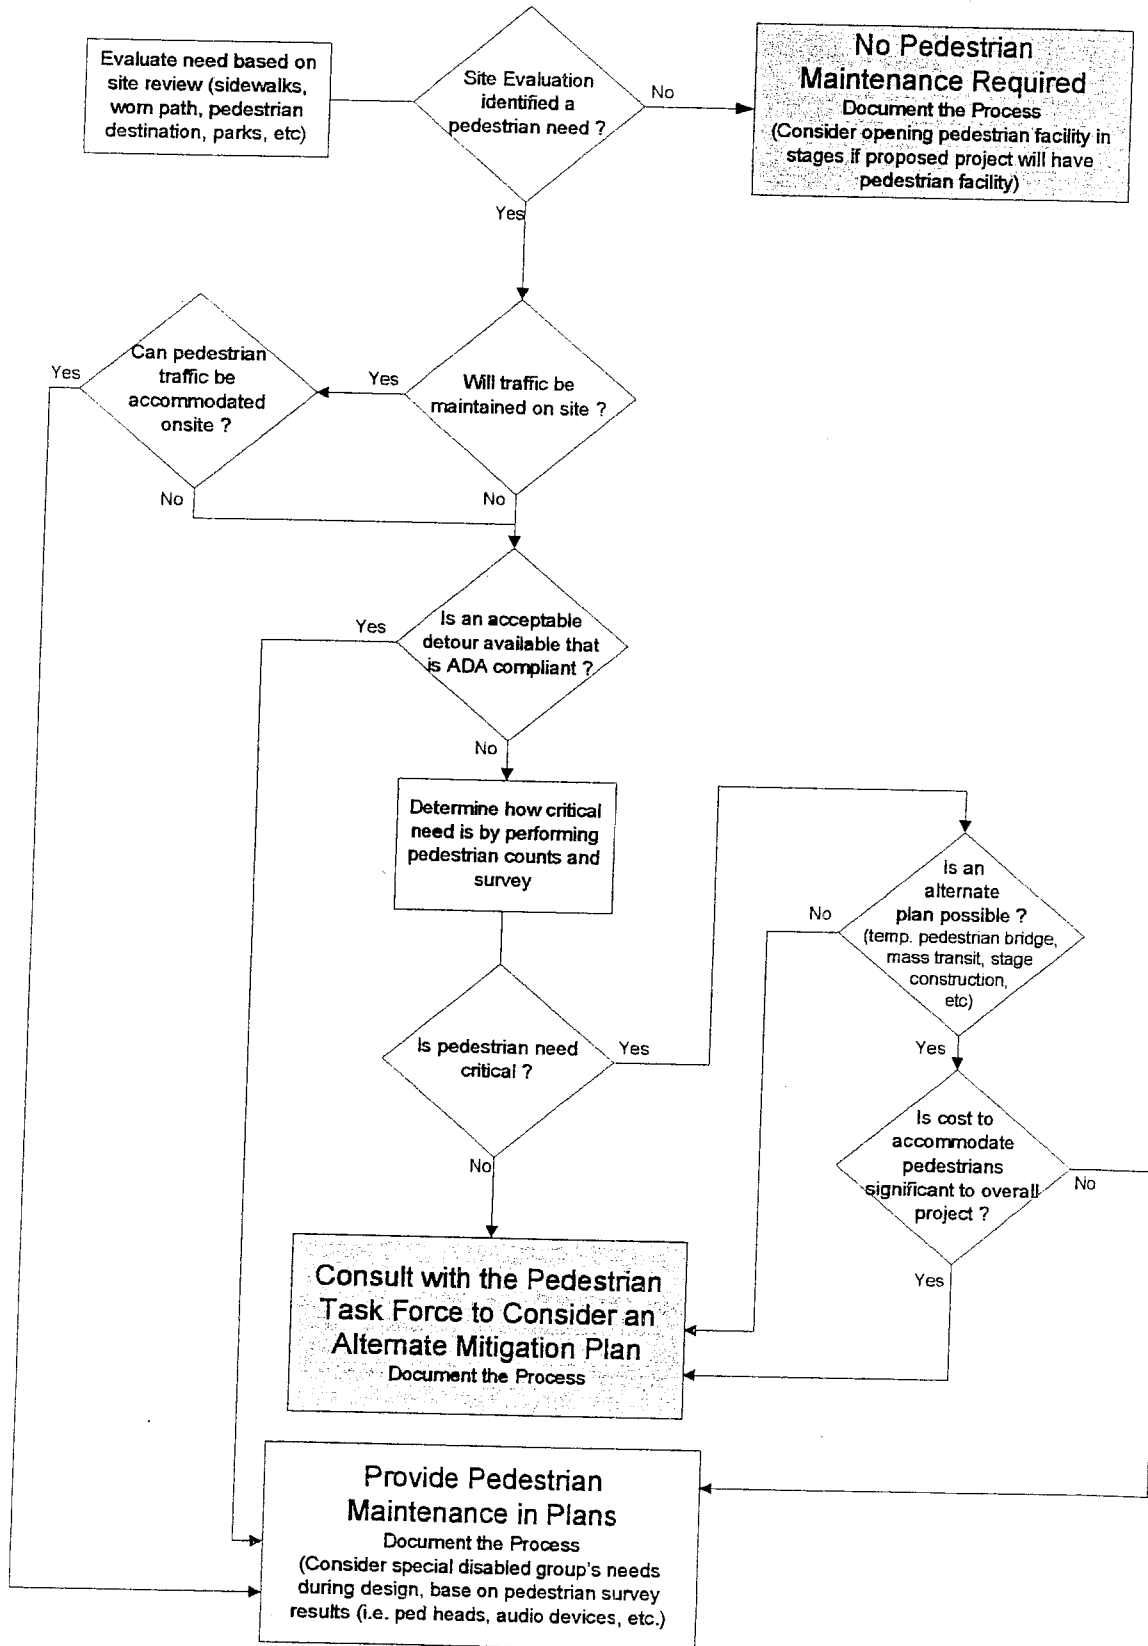 Evaluate need based on
site review (sidewalks,
worn path, pedestrian
destination, parks, etc)
Site Evaluation
identified a
pedestrian need ?
No
No Pedestrian
Maintenance Required
Document the Process
(Consider opening pedestrian facility in
stages if proposed project will have
pedestrian facility)
Yes
Can pedestrian
traffic be
accommodated
onsite ?
Yes
Yes
Will traffic be
maintained on site ?
No
No
Is an acceptable
detour available that
is ADA compliant ?
Yes
No
Determine how critical
need is by performing
pedestrian counts and
survey
Is an
alternate
plan possible ?
(temp. pedestrian bridge,
mass transit, stage
construction,
etc)
No
Yes
Is pedestrian need
critical ?
Yes
No
Is cost to
accommodate
pedestrians
significant to overall
project ?
No
Yes
Consult with the Pedestrian
Task Force to Consider an
Alternate Mitigation Plan
Document the Process
Provide Pedestrian
Maintenance in Plans
Document the Process
(Consider special disabled group's needs
during design, base on pedestrian survey
results (i.e. ped heads, audio devices, etc.)